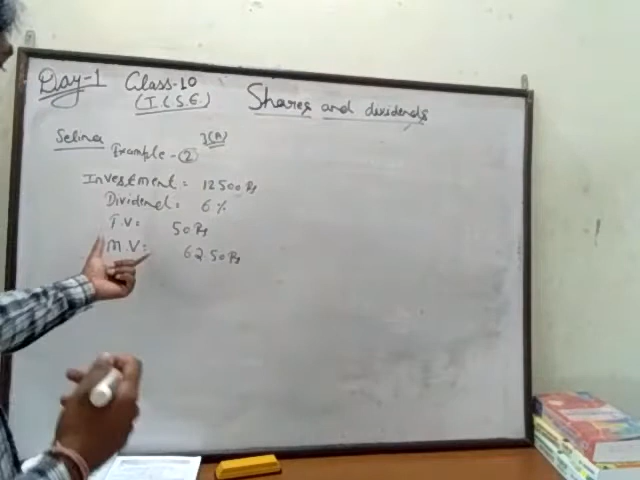 Day-1 Class-10 Shares and dividends
(I.C.S.E.)
Selina 3(A)
Example - 2
Investment = 12500 Rs
Dividend = 6%
F.V = 50 Rs
M.V = 62.50 Rs